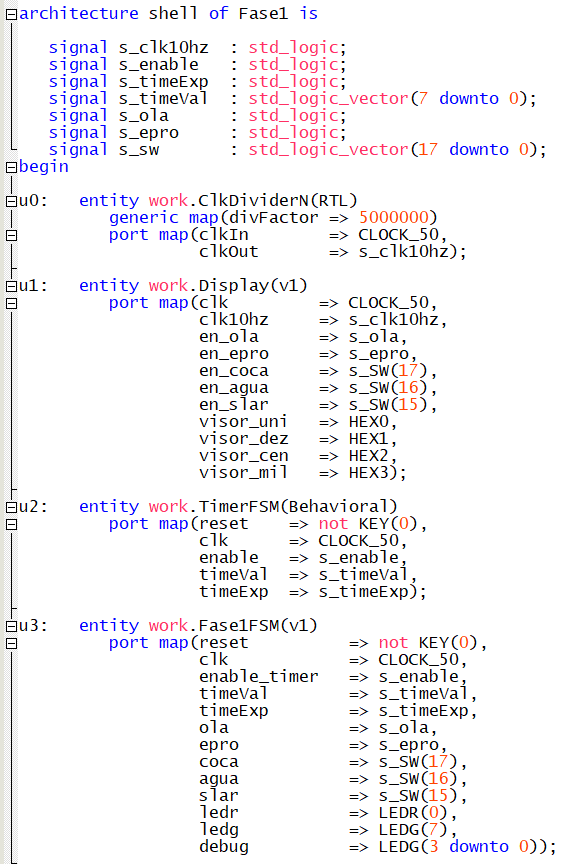 architecture shell of Fase1 is
signal s_clk10hz : std_logic;
signal s_enable : std_logic;
signal s_timeExp : std_logic;
signal s_timeVal : std_logic_vector(7 downto 0);
signal s_ola : std_logic;
signal s_epro : std_logic;
signal s_sw : std_logic_vector(17 downto 0);
begin
u0: entity work.ClkDividerN(RTL)
generic map(divFactor => 5000000)
port map(clkIn => CLOCK_50,
clkOut => s_clk10hz);
u1: entity work.Display(v1)
port map(clk => CLOCK_50,
clk10hz => s_clk10hz,
en_ola => s_ola,
en_epro => s_epro,
en_coca => s_SW(17),
en_agua => s_SW(16),
en_slar => s_SW(15),
visor_uni => HEX0,
visor_dez => HEX1,
visor_cen => HEX2,
visor_mil => HEX3);
u2: entity work.TimerFSM(Behavioral)
port map(reset => not KEY(0),
clk => CLOCK_50,
enable => s_enable,
timeVal => s_timeVal,
timeExp => s_timeExp);
u3: entity work.Fase1FSM(v1)
port map(reset => not KEY(0),
clk => CLOCK_50,
enable_timer => s_enable,
timeVal => s_timeVal,
timeExp => s_timeExp,
ola => s_ola,
epro => s_epro,
coca => s_SW(17),
agua => s_SW(16),
slar => s_SW(15),
ledr => LEDR(0),
ledg => LEDG(7),
debug => LEDG(3 downto 0));